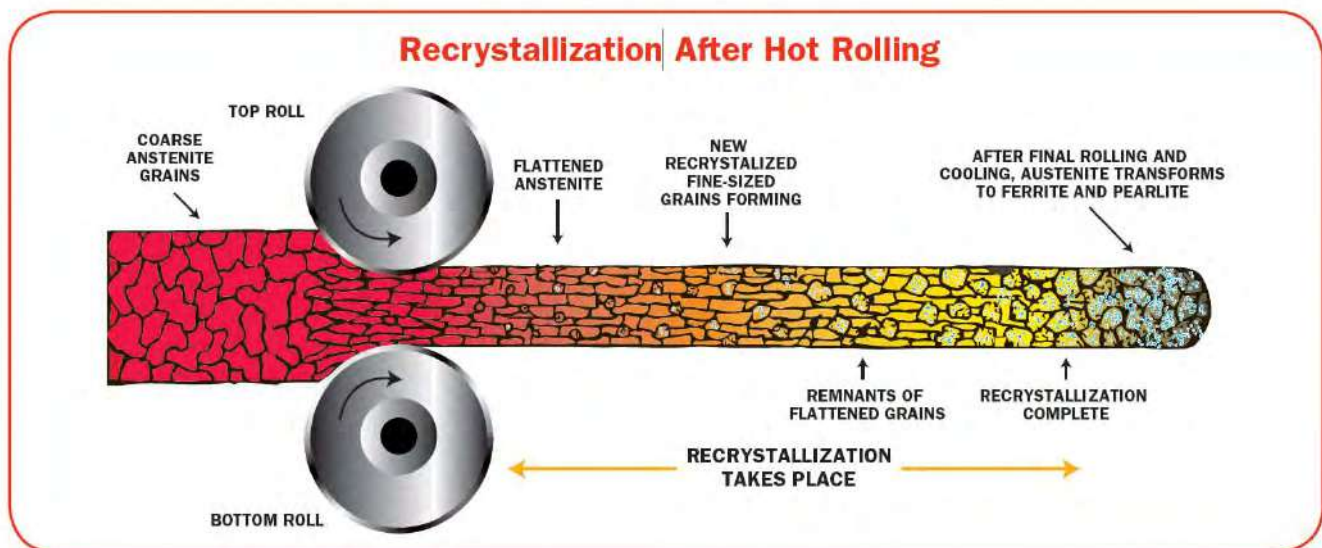 Recrystallization After Hot Rolling
TOP ROLL
COARSE
ANSTENITE
GRAINS
FLATTENED
ANSTENITE
NEW
RECRYSTALIZED
FINE-SIZED
GRAINS FORMING
AFTER FINAL ROLLING AND
COOLING, AUSTENITE TRANSFORMS
TO FERRITE AND PEARLITE
REMNANTS OF
FLATTENED GRAINS
RECRYSTALLIZATION
COMPLETE
RECRYSTALLIZATION
TAKES PLACE
BOTTOM ROLL